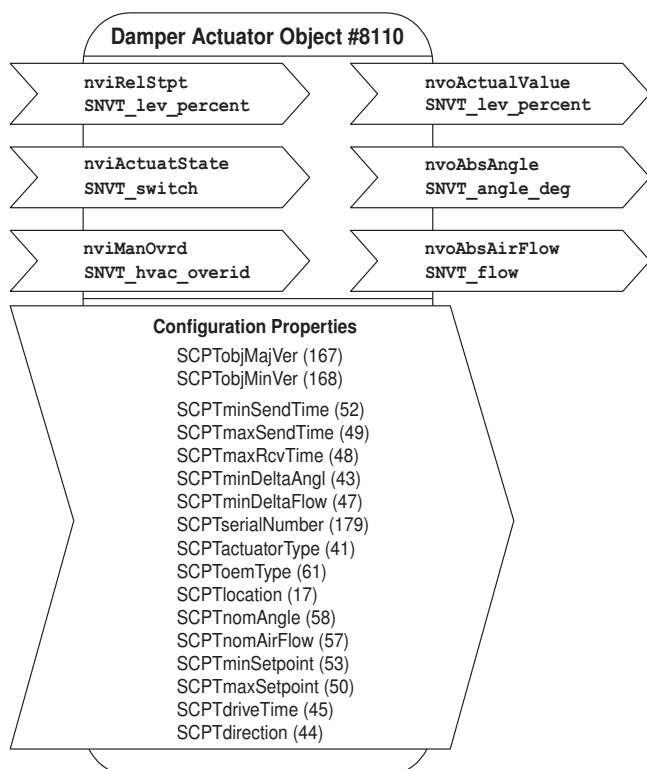 Damper Actuator Object #8110
nviRelStpt
SNVT_lev_percent
nvoActualValue
SNVT_lev_percent
nviActuatState
SNVT_switch
nvoAbsAngle
SNVT_angle_deg
nviManOvrd
SNVT_hvac_overid
nvoAbsAirFlow
SNVT_flow
Configuration Properties
SCPTobjMajVer (167)
SCPTobjMinVer (168)
SCPTminSendTime (52)
SCPTmaxSendTime (49)
SCPTmaxRcvTime (48)
SCPTminDeltaAngl (43)
SCPTminDeltaFlow (47)
SCPTserialNumber (179)
SCPTactuatorType (41)
SCPToemType (61)
SCPTlocation (17)
SCPTnomAngle (58)
SCPTnomAirFlow (57)
SCPTminSetpoint (53)
SCPTmaxSetpoint (50)
SCPTdriveTime (45)
SCPTdirection (44)